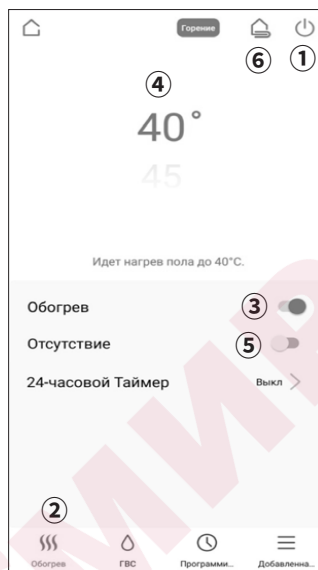 Горение
⑥ ①
④
40°
45
Идет нагрев пола до 40°C.
Обогрев ③
Отсутствие ⑤
24-часовой Таймер Выкл
②
Обогрев ГВС Программи... Добавленна...
МИР